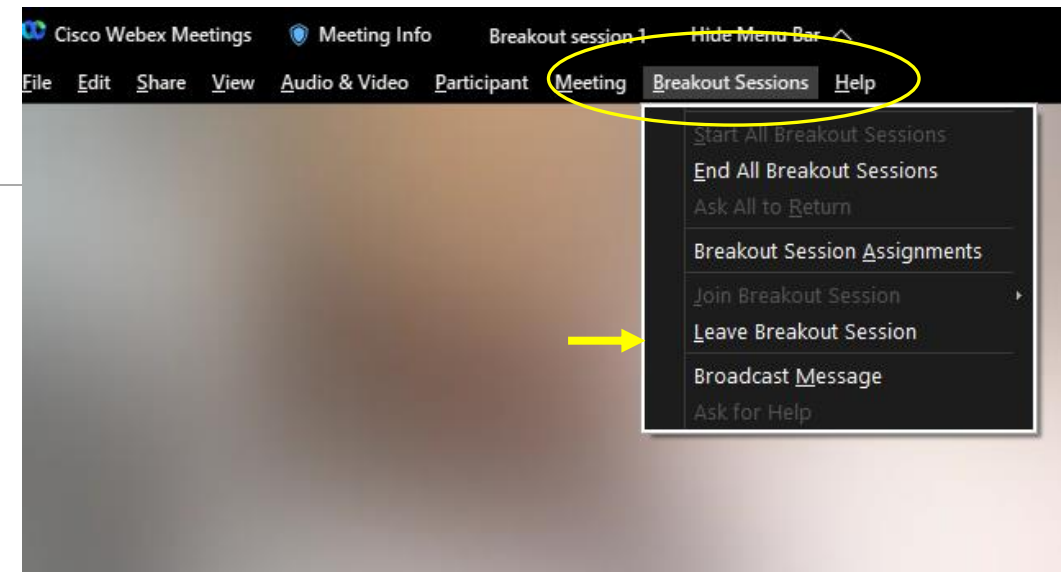 Cisco Webex Meetings Meeting Info Breakout session 1 Hide Menu Bar
File Edit Share View Audio & Video Participant Meeting Breakout Sessions Help
Start All Breakout Sessions
End All Breakout Sessions
Ask All to Return
Breakout Session Assignments
Join Breakout Session
Leave Breakout Session
Broadcast Message
Ask for Help